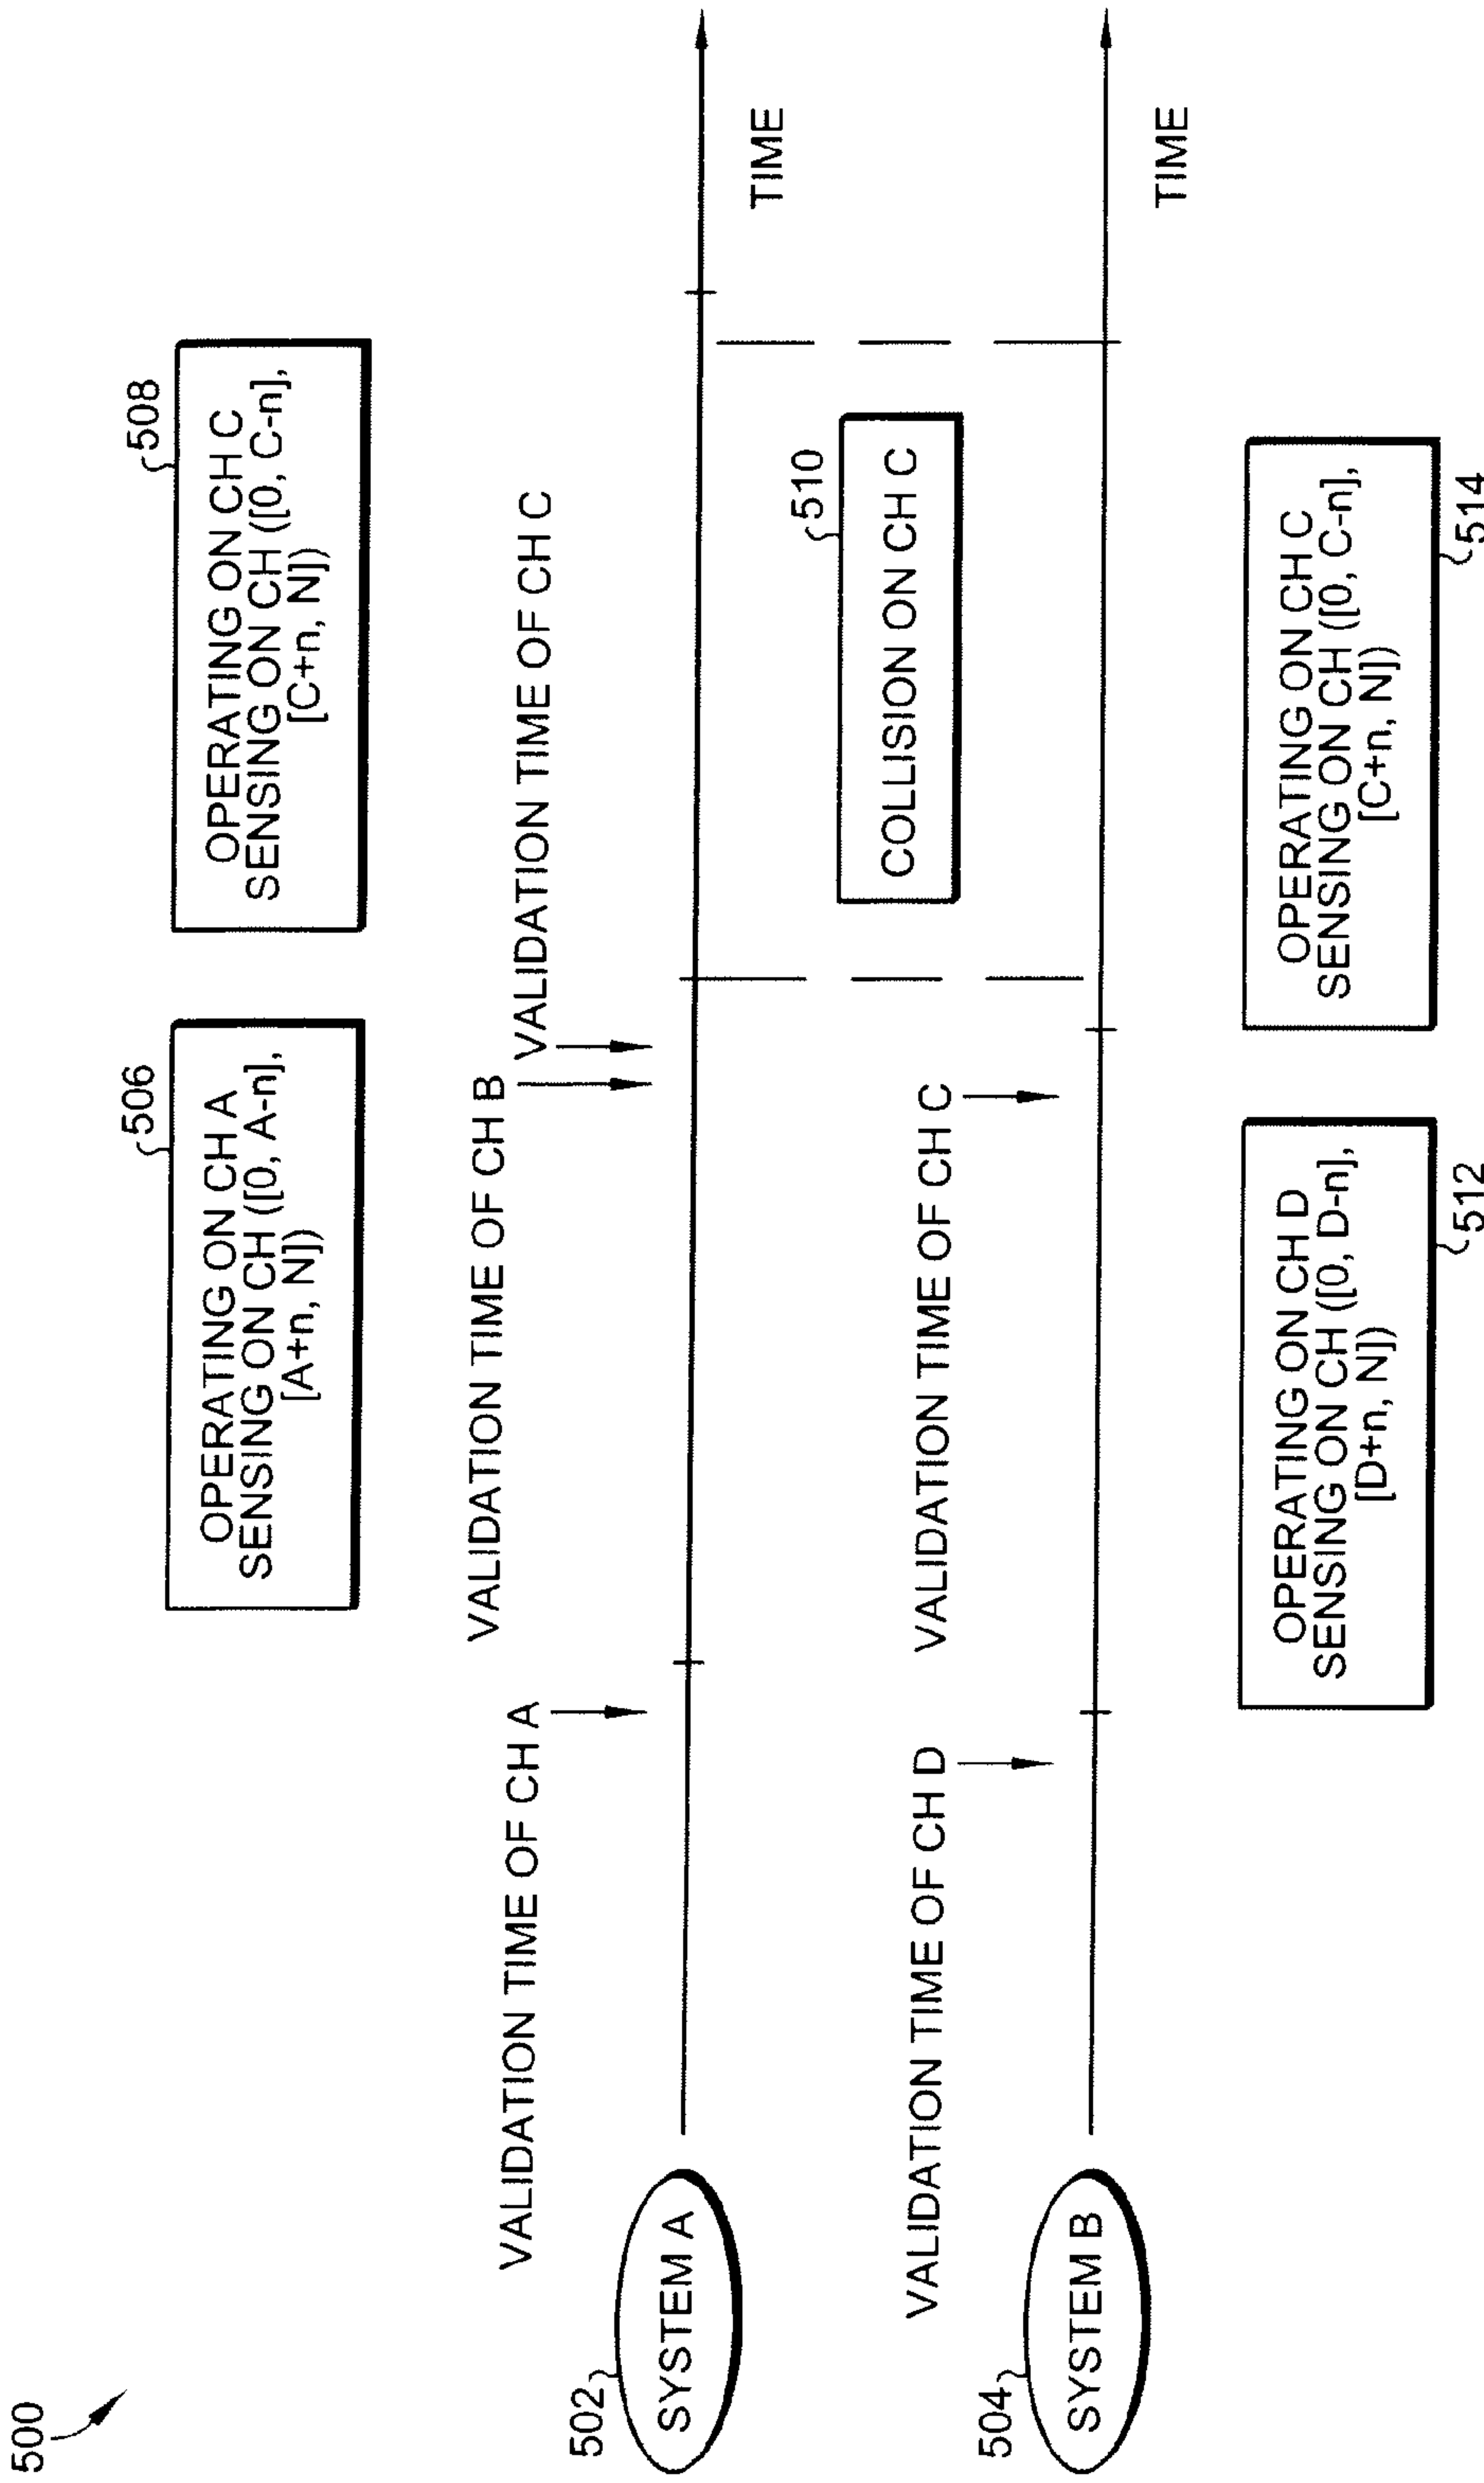 500
506
OPERATING ON CH A
SENSING ON CH ([0, A-n],
[A+n, N])
508
OPERATING ON CH C
SENSING ON CH ([0, C-n],
[C+n, N])
VALIDATION TIME OF CH A
VALIDATION TIME OF CH B
VALIDATION TIME OF CH C
502
SYSTEM A
TIME
510
COLLISION ON CH C
VALIDATION TIME OF CH D
VALIDATION TIME OF CH C
504
SYSTEM B
TIME
OPERATING ON CH D
SENSING ON CH ([0, D-n],
[D+n, N])
512
OPERATING ON CH C
SENSING ON CH ([0, C-n],
[C+n, N])
514